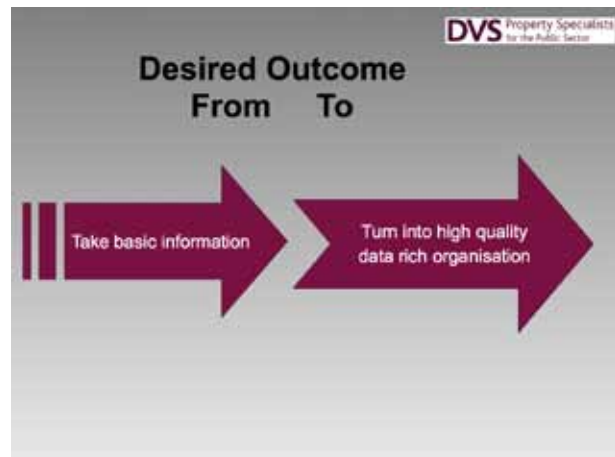 DVS Property Specialists
for the Public Sector
Desired Outcome
From To
Take basic information
Turn into high quality
data rich organisation